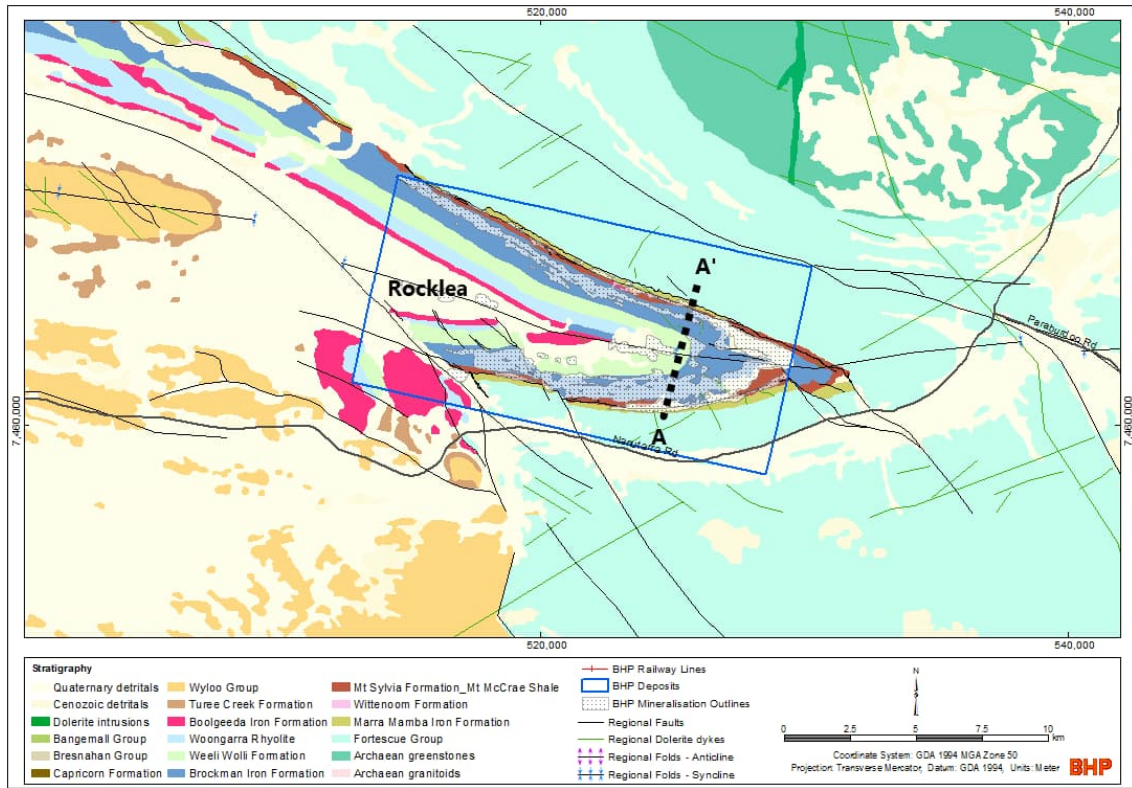 520,000
540,000
A'
Rocklea
Paraburdoo Rd
7,460,000
7,460,000
A
Nanutarra Rd
520,000
540,000
Stratigraphy
Quaternary detritals
Cenozoic detritals
Dolerite intrusions
Bangemall Group
Bresnahan Group
Capricorn Formation
Wyloo Group
Turee Creek Formation
Boolgeeda Iron Formation
Woongarra Rhyolite
Weeli Wolli Formation
Brockman Iron Formation
Mt Sylvia Formation_Mt McCrae Shale
Wittenoom Formation
Marra Mamba Iron Formation
Fortescue Group
Archaean greenstones
Archaean granitoids
BHP Railway Lines
BHP Deposits
BHP Mineralisation Outlines
Regional Faults
Regional Dolerite dykes
Regional Folds - Anticline
Regional Folds - Syncline
N
0 2.5 5 7.5 10
km
Coordinate System: GDA 1994 MGA Zone 50
Projection: Transverse Mercator, Datum: GDA 1994, Units: Meter
BHP